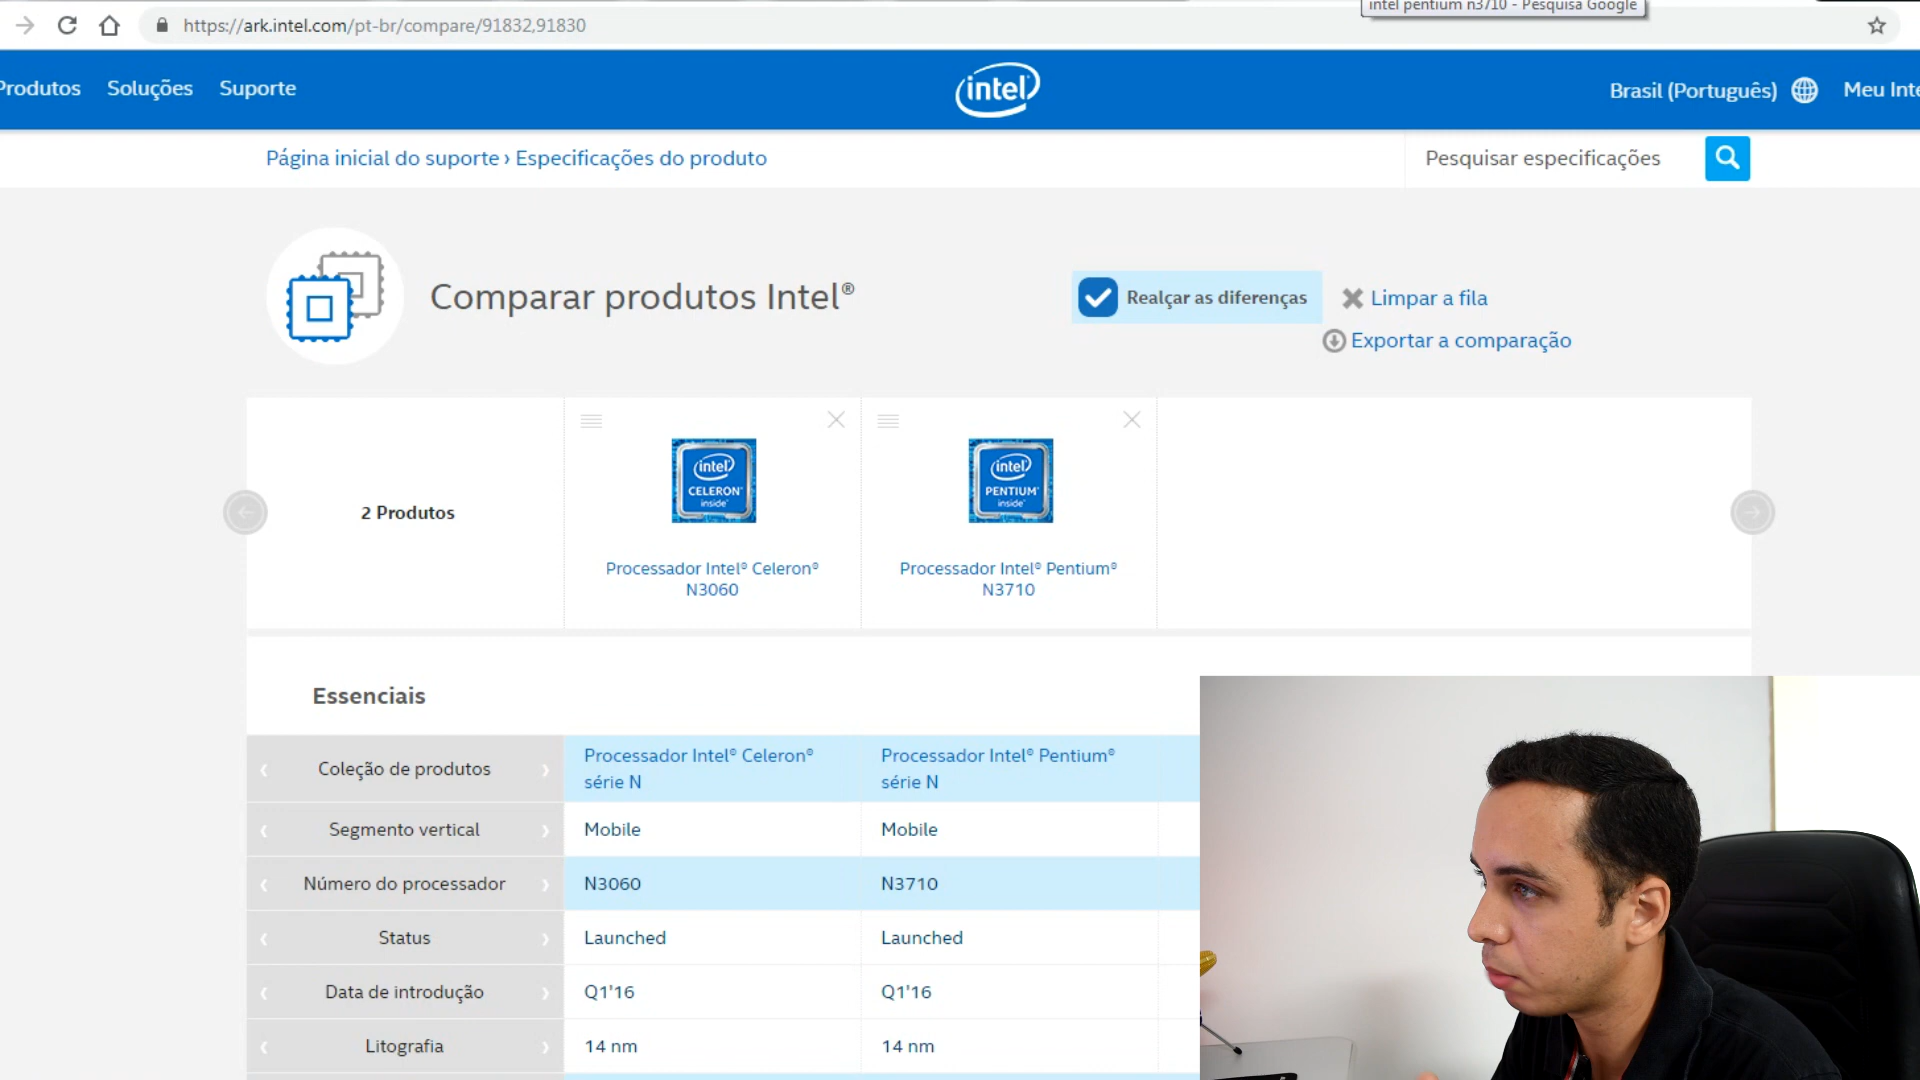 intel pentium n3710 - Pesquisa Google
https://ark.intel.com/pt-br/compare/91832,91830
Produtos Soluções Suporte
intel
Brasil (Português)
Meu Inte
Página inicial do suporte › Especificações do produto
Pesquisar especificações
Comparar produtos Intel®
Realçar as diferenças
Limpar a fila
Exportar a comparação
2 Produtos
intel CELERON® inside™
intel PENTIUM® inside™
Processador Intel® Celeron®
N3060
Processador Intel® Pentium®
N3710
Essenciais
Coleção de produtos
Processador Intel® Celeron®
série N
Processador Intel® Pentium®
série N
Segmento vertical Mobile Mobile
Número do processador N3060 N3710
Status Launched Launched
Data de introdução Q1'16 Q1'16
Litografia 14 nm 14 nm